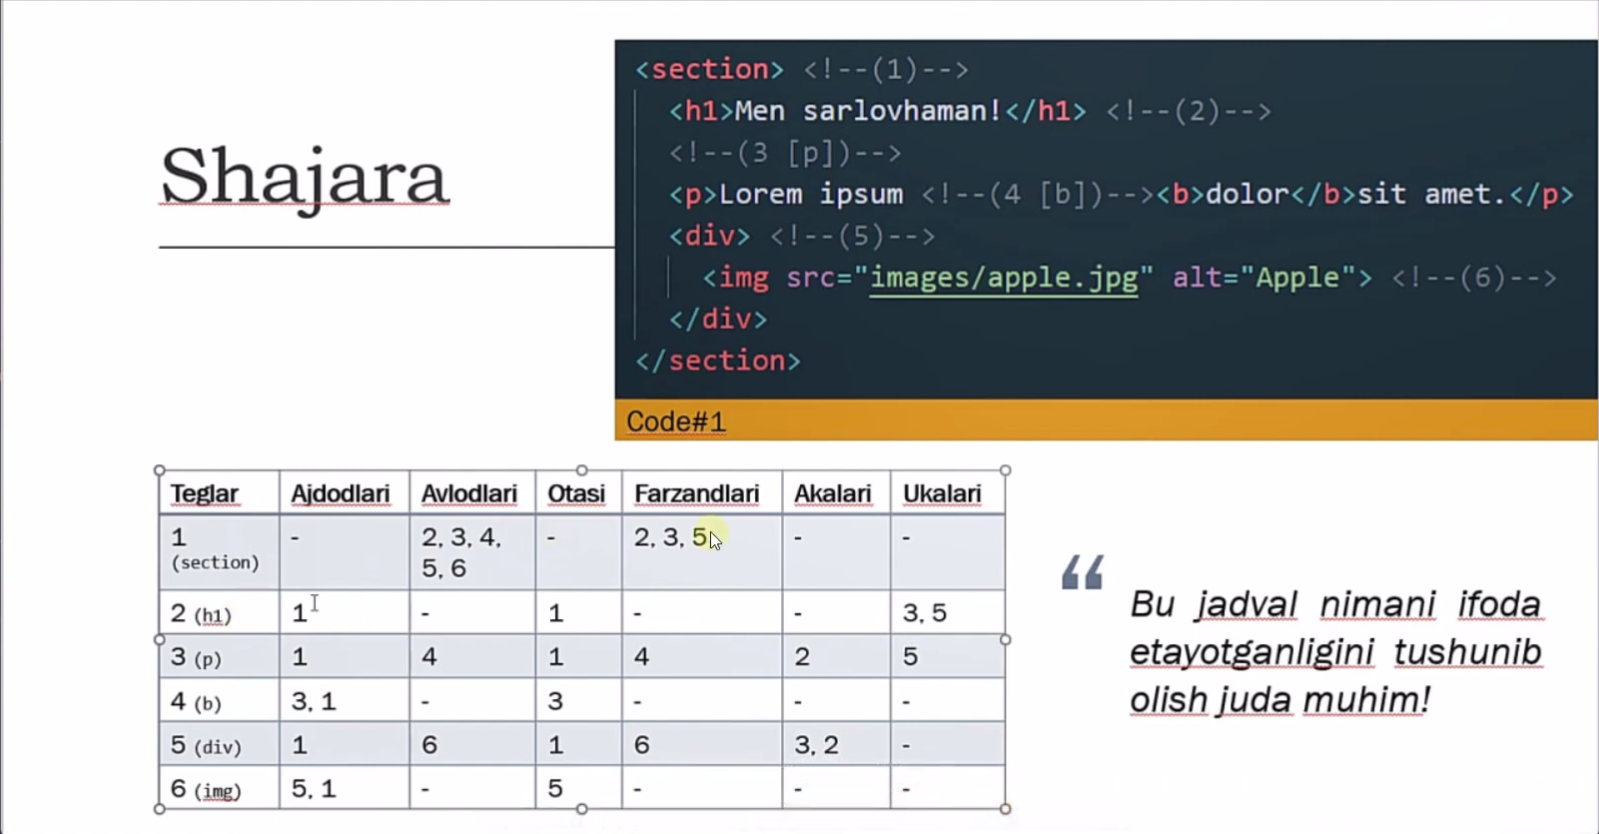 Shajara
<section> <!--(1)-->
<h1>Men sarlovhaman!</h1> <!--(2)-->
<!--(3 [p])-->
<p>Lorem ipsum <!--(4 [b])--><b>dolor</b>sit amet.</p>
<div> <!--(5)-->
<img src="images/apple.jpg" alt="Apple"> <!--(6)-->
</div>
</section>
Code#1
Teglar Ajdodlari Avlodlari Otasi Farzandlari Akalari Ukalari
1 - 2, 3, 4, - 2, 3, 5 - -
(section) 5, 6
2 (h1) 1 - 1 - - 3, 5
3 (p) 1 4 1 4 2 5
4 (b) 3, 1 - 3 - - -
5 (div) 1 6 1 6 3, 2 -
6 (img) 5, 1 - 5 - - -
“
Bu jadval nimani ifoda
etayotganligini tushunib
olish juda muhim!